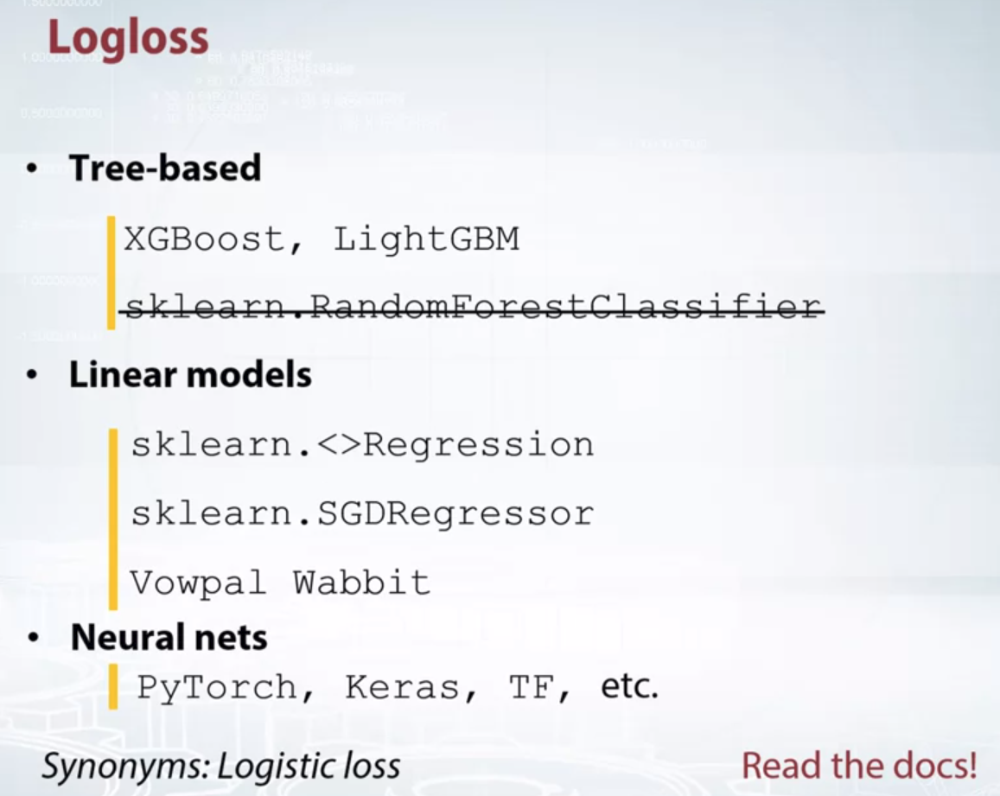 Logloss
• Tree-based
XGBoost, LightGBM
sklearn.RandomForestClassifier
• Linear models
sklearn.<>Regression
sklearn.SGDRegressor
Vowpal Wabbit
• Neural nets
PyTorch, Keras, TF, etc.
Synonyms: Logistic loss
Read the docs!